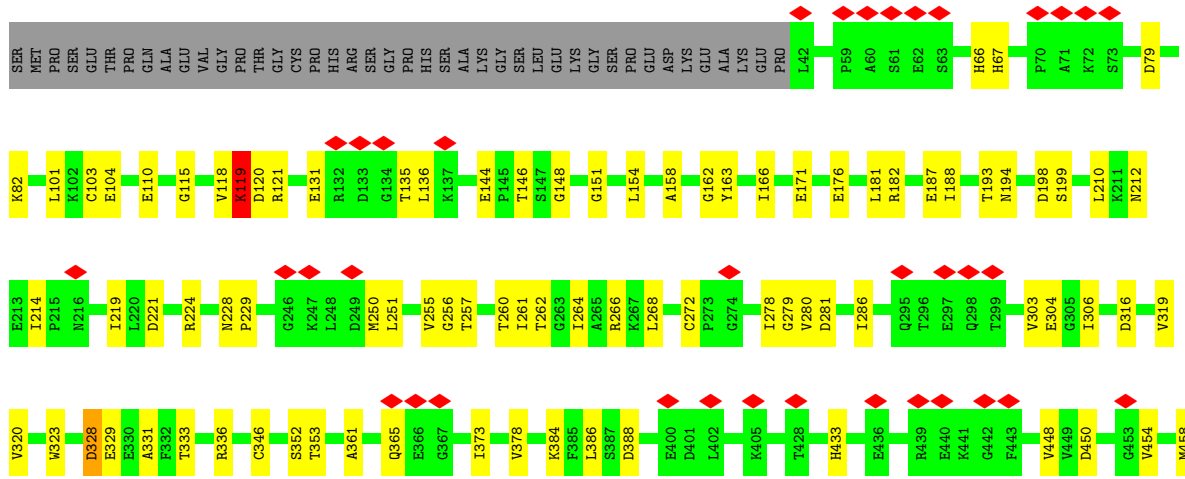 SER MET PRO SER GLU THR PRO GLN ALA GLU VAL GLY PRO THR GLY CYS PRO HIS ARG SER GLY PRO HIS SER ALA LYS GLY SER LEU GLU LYS GLY SER PRO GLU ASP LYS GLU ALA LYS GLU PRO L42 P59 A60 S61 E62 S63 H66 H67 P70 A71 K72 S73 D79
K82 L101 K102 C103 E104 E110 G115 V118 K119 D120 R121 E131 R132 D133 G134 T135 L136 K137 E144 P145 T146 S147 G148 G151 L154 A158 G162 Y163 I166 E171 E176 L181 R182 E187 I188 T193 N194 D198 S199 L210 K211 N212
E213 I214 P215 N216 I219 L220 D221 R224 N228 P229 G246 K247 L248 D249 M250 L251 V255 G256 T257 T260 I261 T262 G263 I264 A265 R266 K267 L268 C272 P273 G274 I278 G279 V280 D281 I286 Q295 T296 E297 Q298 T299 V303 E304 G305 I306 D316 V319
V320 W323 D328 E329 E330 A331 F332 T333 R336 C346 S352 T353 A361 Q365 E366 G367 I373 V378 K384 F385 L386 S387 D388 E400 D401 L402 K405 T428 H433 E436 R439 E440 K441 G442 F443 V448 V449 D450 G453 V454 M458